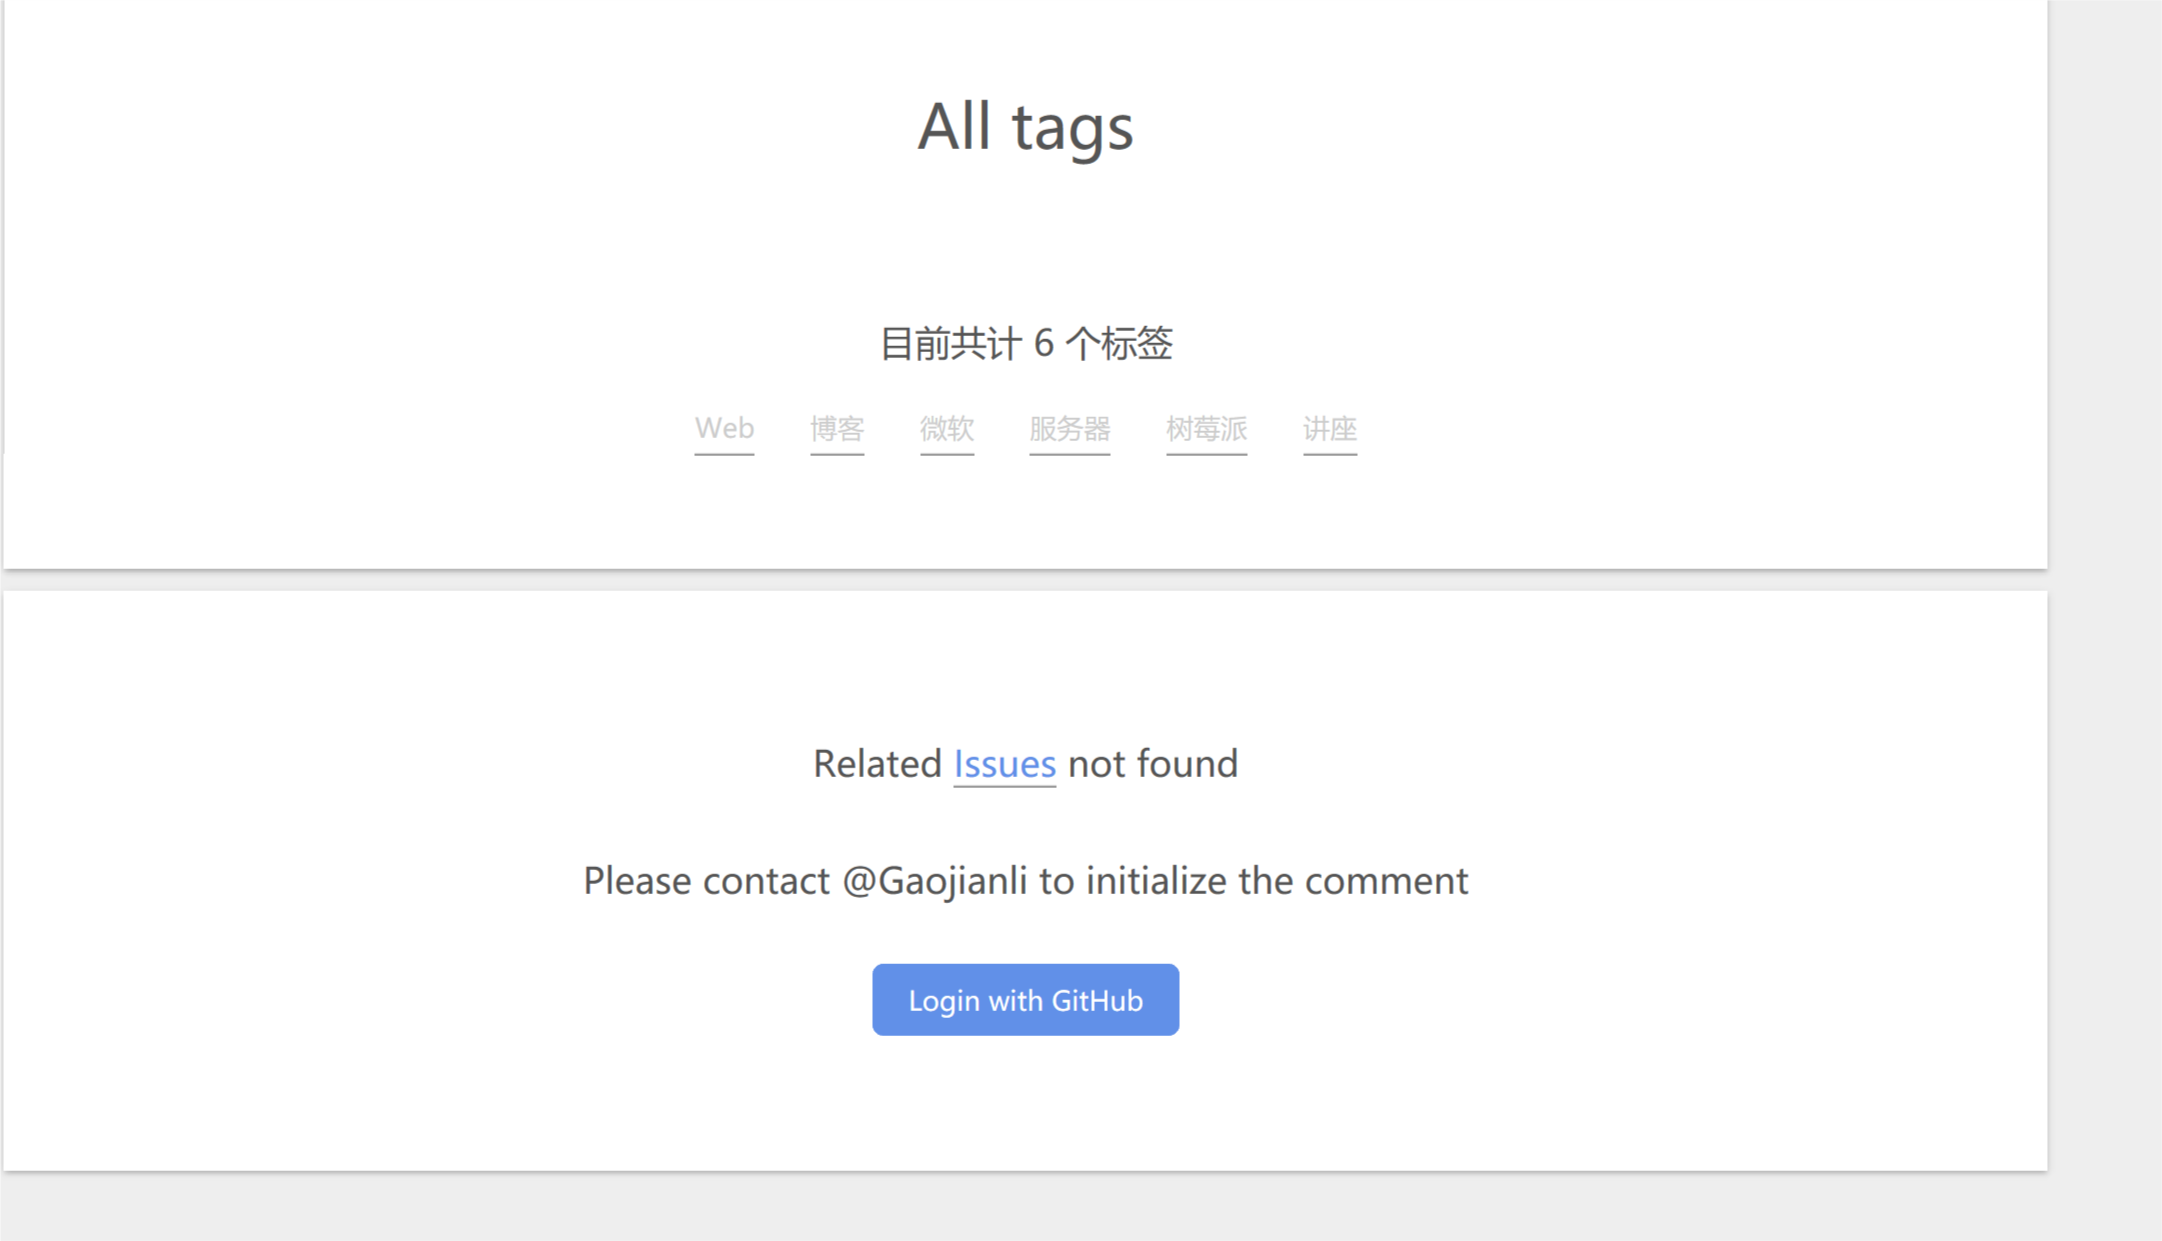 All tags
目前共计 6 个标签
Web 博客 微软 服务器 树莓派 讲座
Related Issues not found
Please contact @Gaojianli to initialize the comment
Login with GitHub